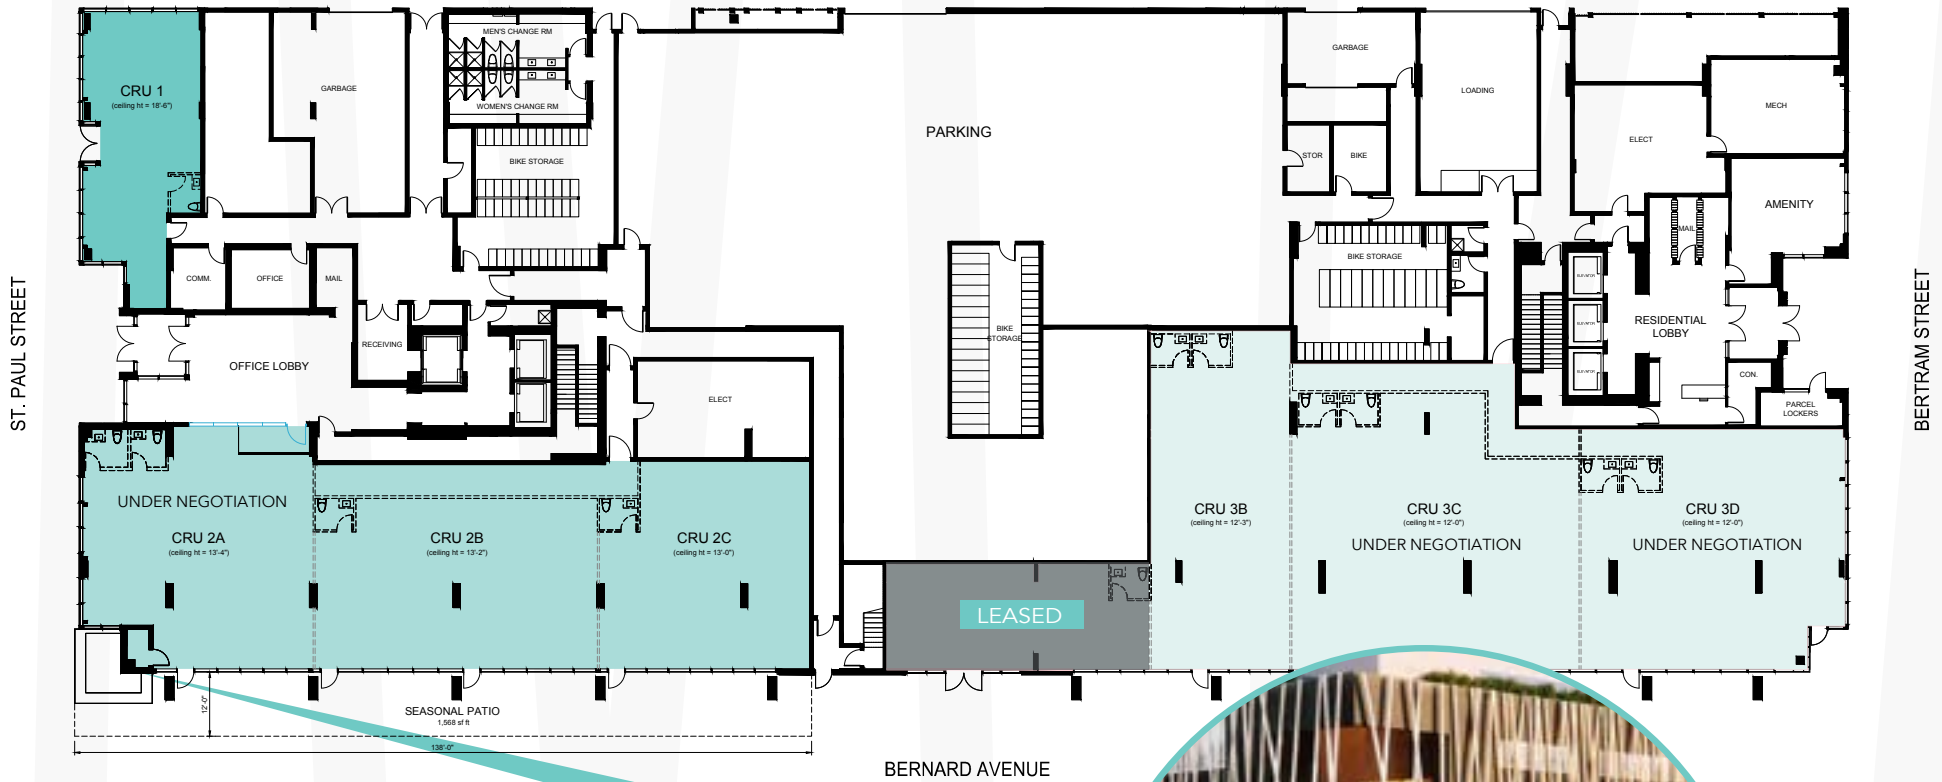 MEN'S CHANGE RM
WOMEN'S CHANGE RM
GARBAGE
CRU 1
(ceiling ht = 18'-6")
BIKE STORAGE
PARKING
GARBAGE
LOADING
STOR
BIKE
ELECT
MECH
AMENITY
MAIL
COMM.
OFFICE
MAIL
BIKE
STORAGE
BIKE STORAGE
ELEVATOR
ELEVATOR
ELEVATOR
RESIDENTIAL
LOBBY
RECEIVING
OFFICE LOBBY
ELECT
CON.
PARCEL
LOCKERS
ST. PAUL STREET
BERTRAM STREET
UNDER NEGOTIATION
CRU 2A
(ceiling ht = 13'-4")
CRU 2B
(ceiling ht = 13'-2")
CRU 2C
(ceiling ht = 13'-0")
LEASED
CRU 3B
(ceiling ht = 12'-3")
CRU 3C
(ceiling ht = 12'-0")
UNDER NEGOTIATION
CRU 3D
(ceiling ht = 12'-0")
UNDER NEGOTIATION
12'-0"
SEASONAL PATIO
1,568 sf ft
138'-0"
BERNARD AVENUE